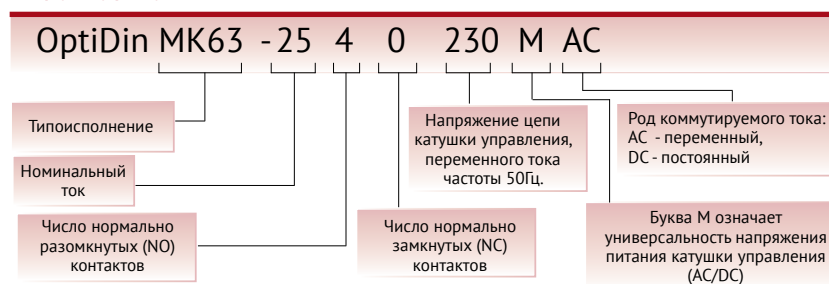 OptiDin MK63 -25 4 0 230 M AC
Типоисполнение
Номинальный
ток
Число нормально
разомкнутых (NO)
контактов
Число нормально
замкнутых (NC)
контактов
Напряжение цепи
катушки управления,
переменного тока
частоты 50Гц.
Род коммутируемого тока:
AC - переменный,
DC - постоянный
Буква М означает
универсальность напряжения
питания катушки управления
(AC/DC)